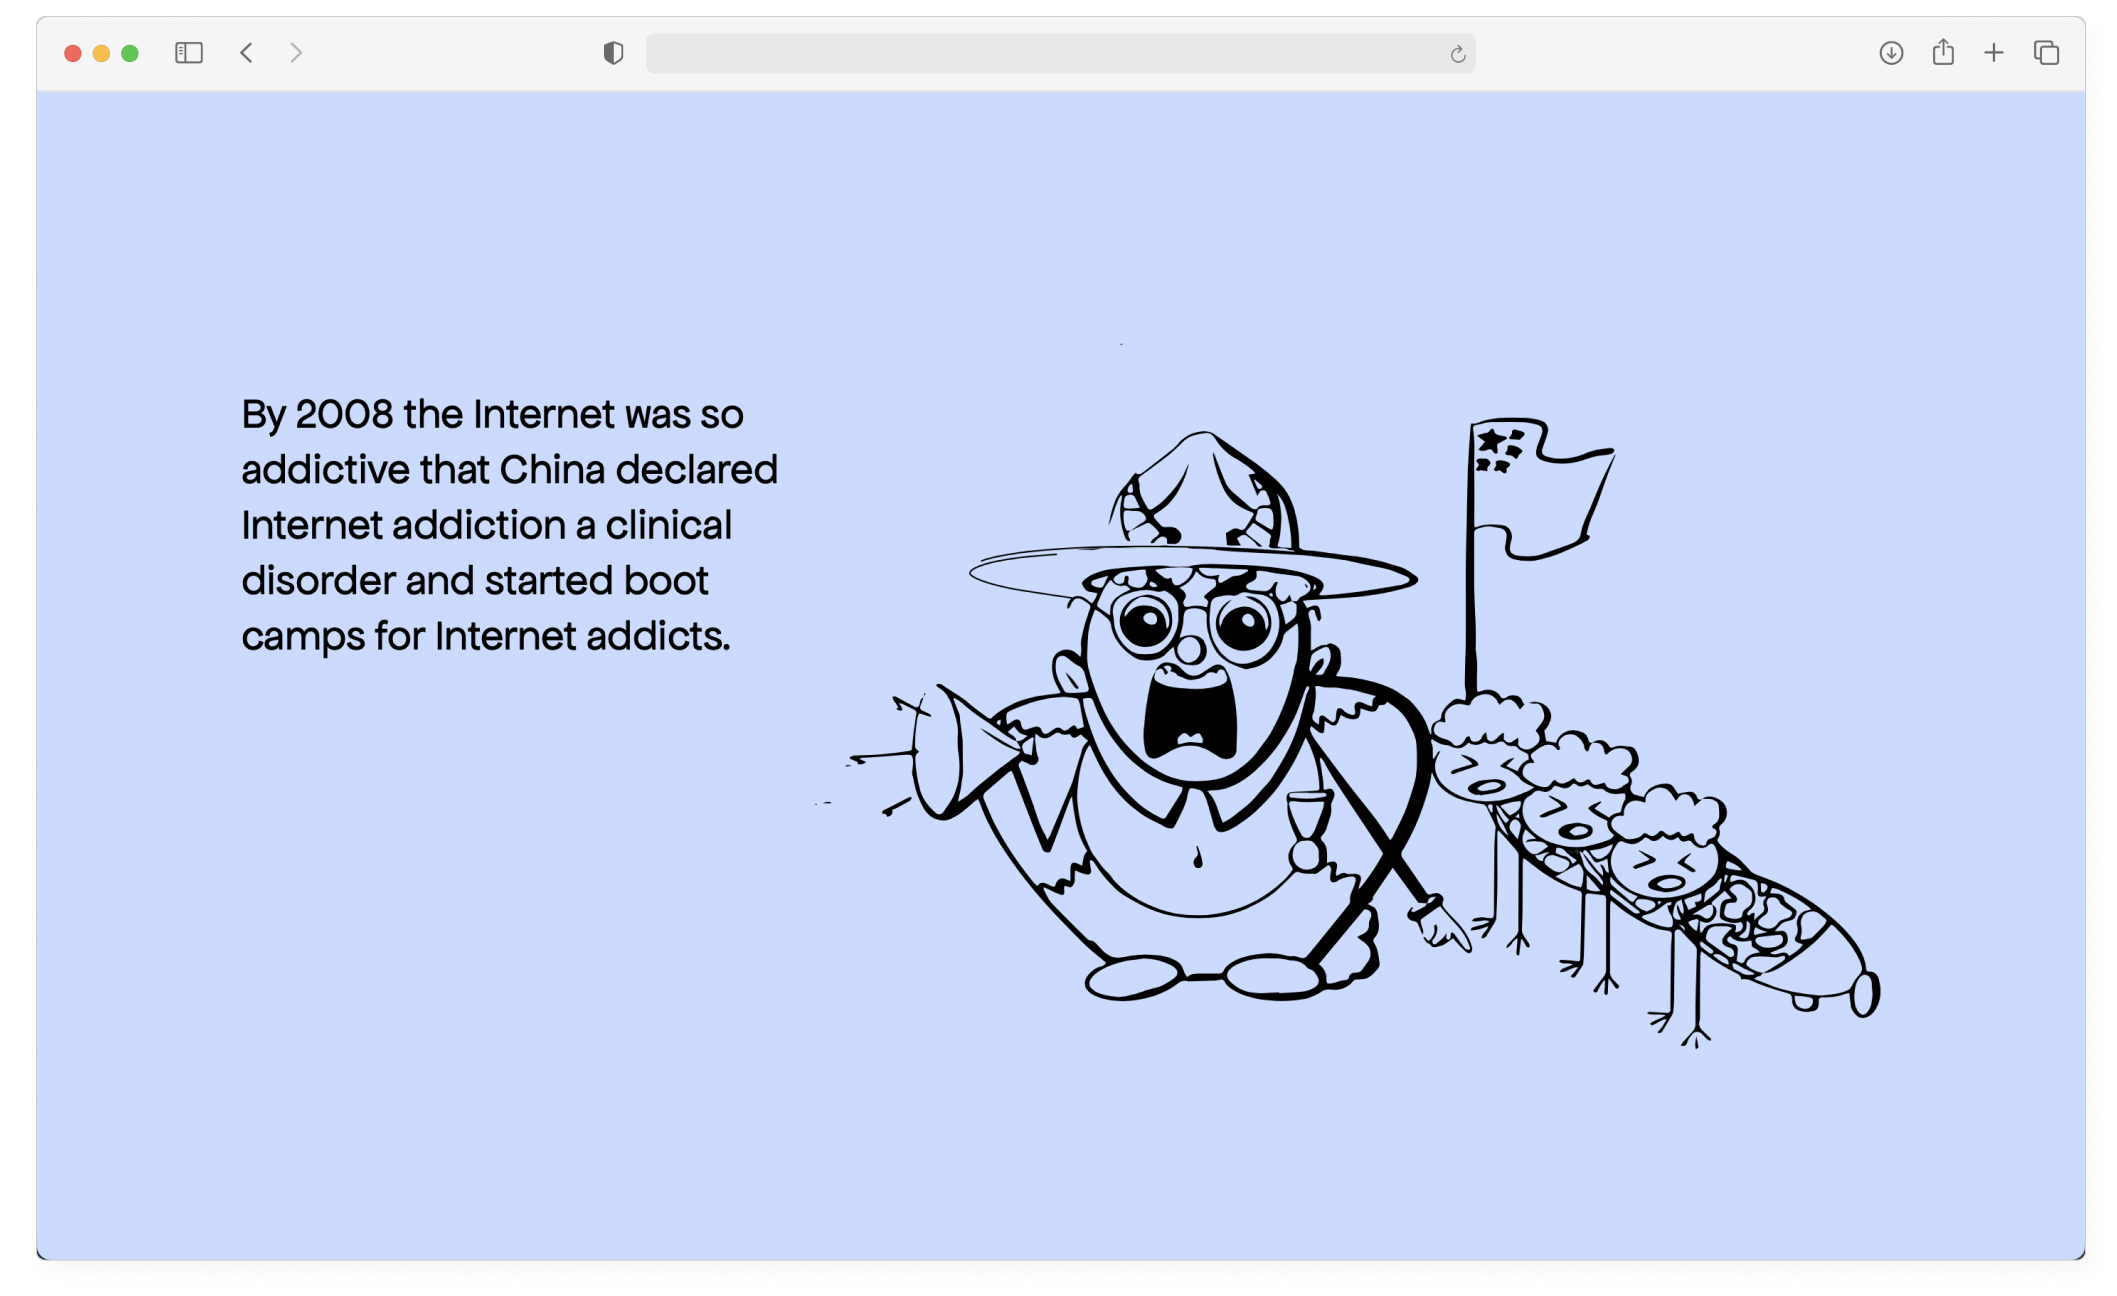 By 2008 the Internet was so
addictive that China declared
Internet addiction a clinical
disorder and started boot
camps for Internet addicts.